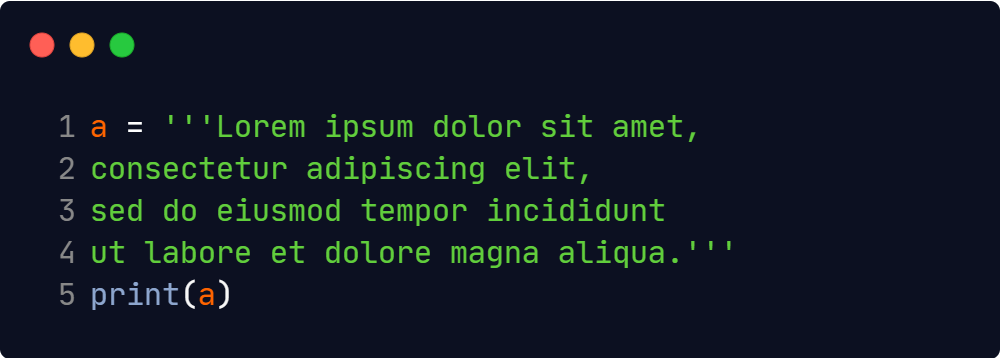 1 a = '''Lorem ipsum dolor sit amet,
2 consectetur adipiscing elit,
3 sed do eiusmod tempor incididunt
4 ut labore et dolore magna aliqua.'''
5 print(a)